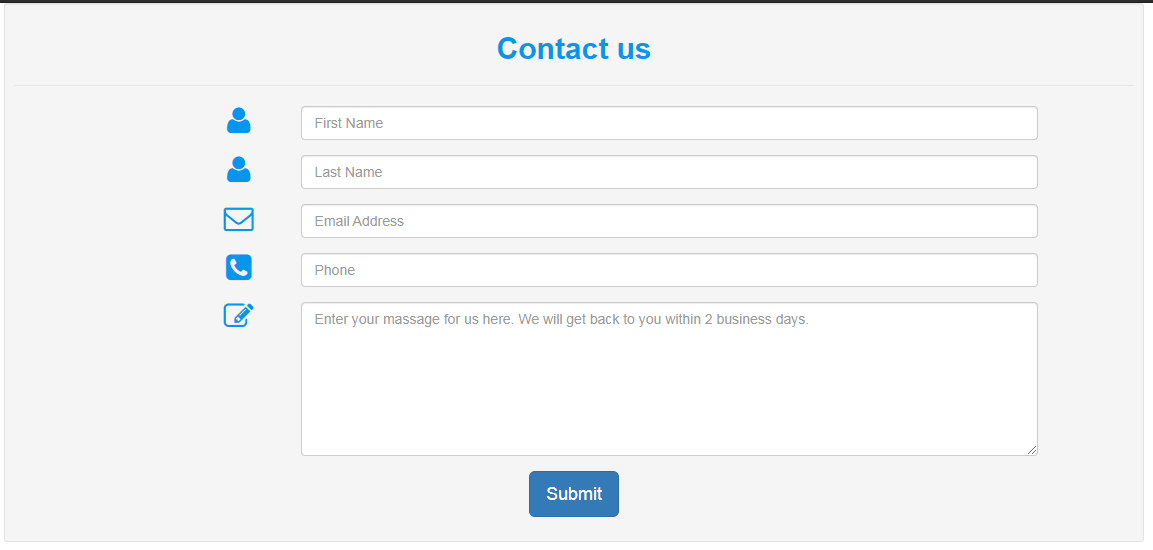 Contact us
First Name
Last Name
Email Address
Phone
Enter your massage for us here. We will get back to you within 2 business days.
Submit